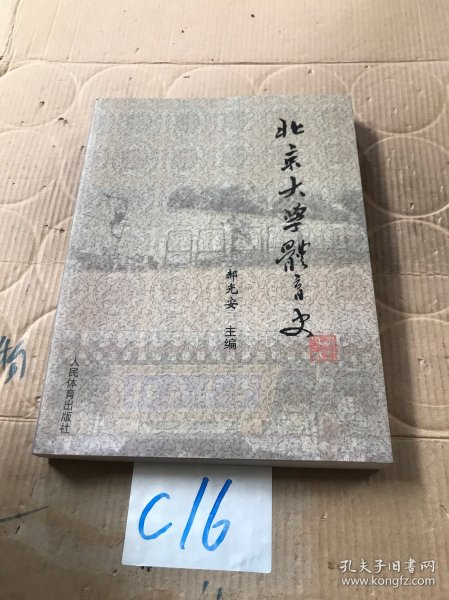 北京大学體育史
郝光安 主编
人民体育出版社
C16
孔夫子旧书网
www.kongfz.com